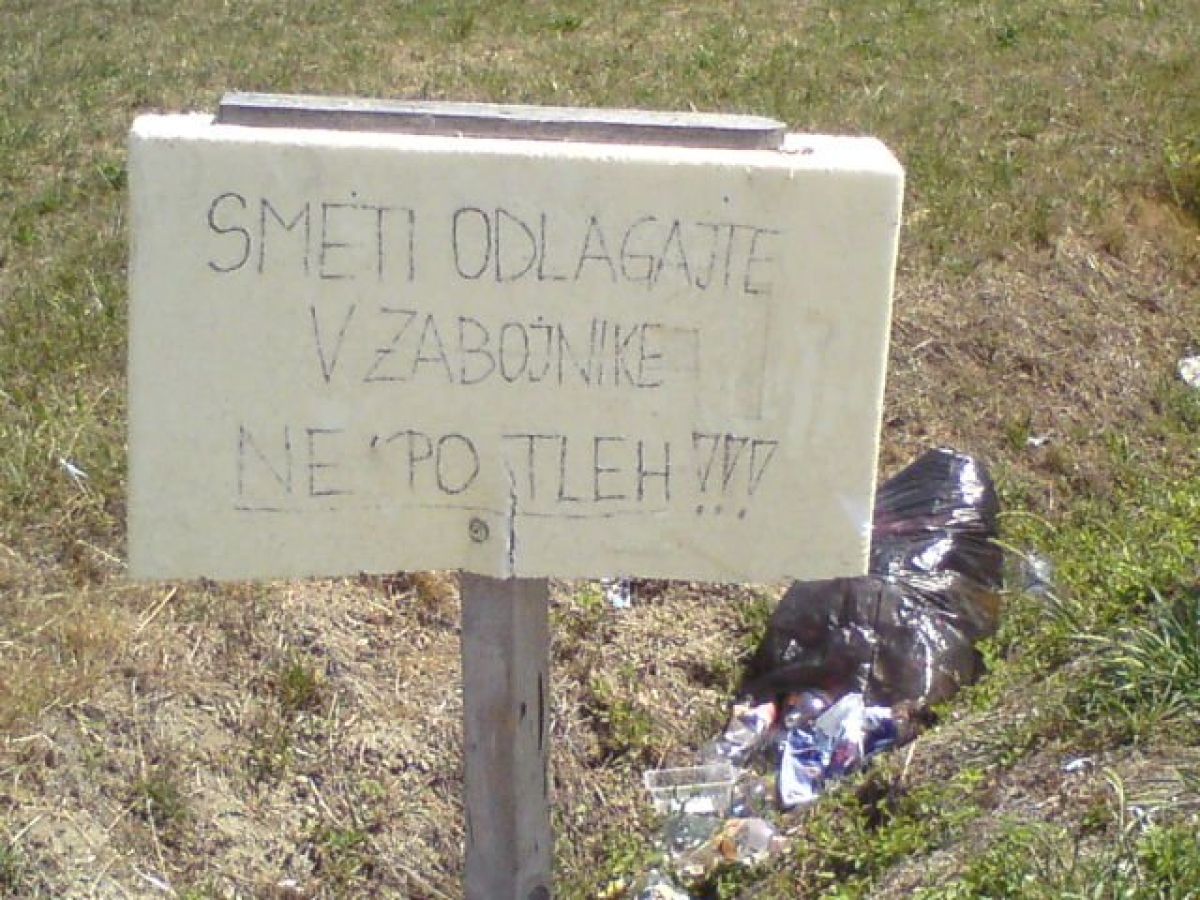 SMETI ODLAGAJTE
V ZABOJNIKE
NE PO TLEH!!!